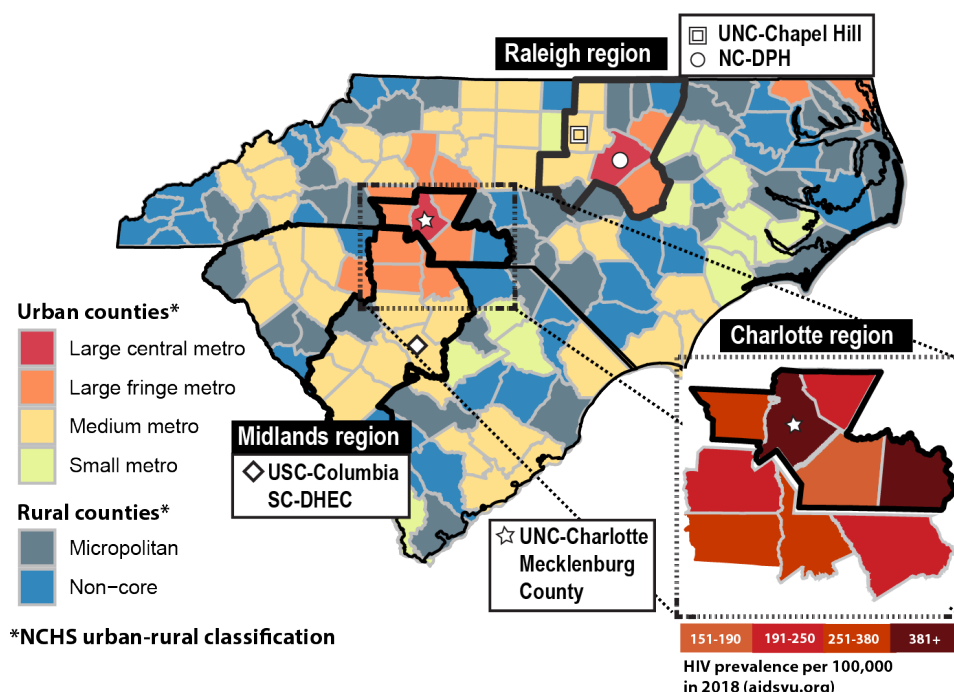 UNC-Chapel Hill
NC-DPH
Raleigh region
Charlotte region
Urban counties*
Large central metro
Large fringe metro
Medium metro
Small metro
Rural counties*
Micropolitan
Non-core
*NCHS urban-rural classification
Midlands region
USC-Columbia
SC-DHEC
UNC-Charlotte
Mecklenburg
County
151-190 191-250 251-380 381+
HIV prevalence per 100,000
in 2018 (aidsvu.org)